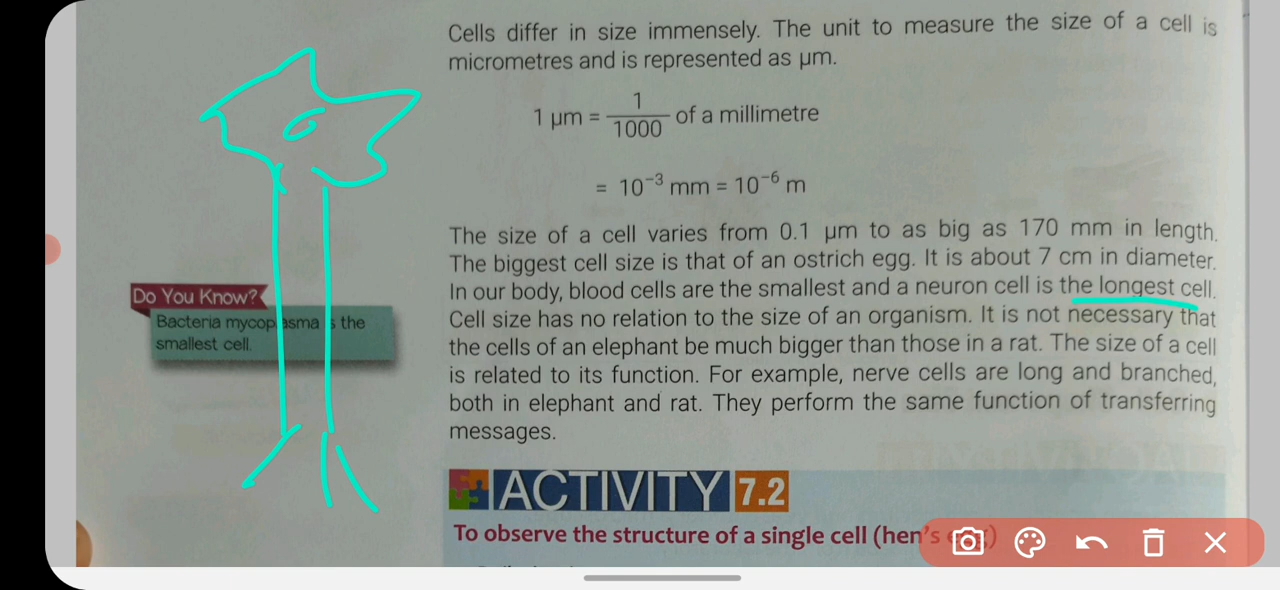 Cells differ in size immensely. The unit to measure the size of a cell is
micrometres and is represented as μm.
1 μm = 1/1000 of a millimetre
= 10⁻³ mm = 10⁻⁶ m
The size of a cell varies from 0.1 μm to as big as 170 mm in length.
The biggest cell size is that of an ostrich egg. It is about 7 cm in diameter.
In our body, blood cells are the smallest and a neuron cell is the longest cell.
Cell size has no relation to the size of an organism. It is not necessary that
the cells of an elephant be much bigger than those in a rat. The size of a cell
is related to its function. For example, nerve cells are long and branched,
both in elephant and rat. They perform the same function of transferring
messages.
Do You Know?
Bacteria mycoplasma is the
smallest cell.
ACTIVITY 7.2
To observe the structure of a single cell (hen's egg)